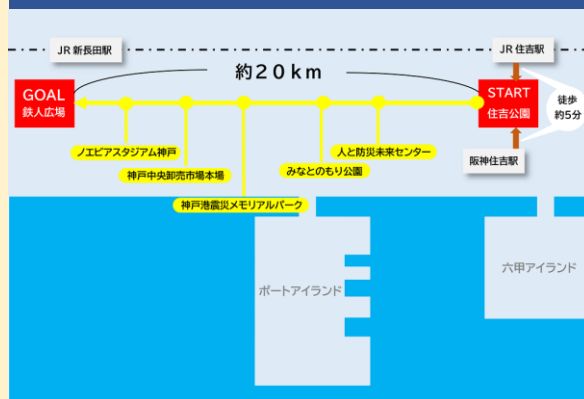 JR 新長田駅
JR 住吉駅
約20km
GOAL
鉄人広場
START
住吉公園
徒歩
約5分
ノエビアスタジアム神戸
人と防災未来センター
阪神住吉駅
神戸中央卸売市場本場
みなとのもり公園
神戸港震災メモリアルパーク
ポートアイランド
六甲アイランド